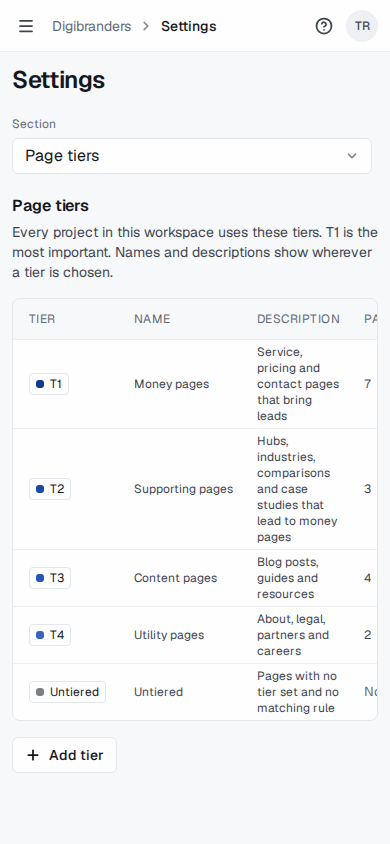 Digibranders > Settings
TR
Settings
Section
Page tiers
Page tiers
Every project in this workspace uses these tiers. T1 is the
most important. Names and descriptions show wherever
a tier is chosen.
TIER NAME DESCRIPTION
T1 Money pages Service, pricing and contact pages that bring leads 7
T2 Supporting pages Hubs, industries, comparisons and case studies that lead to money pages 3
T3 Content pages Blog posts, guides and resources 4
T4 Utility pages About, legal, partners and careers 2
Untiered Untiered Pages with no tier set and no matching rule
+ Add tier